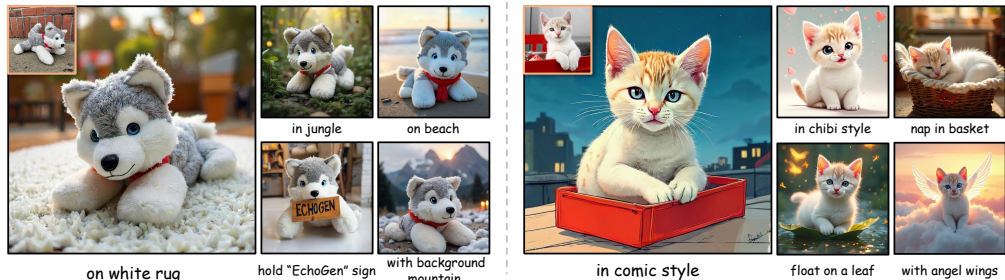 in jungle
on beach
ECHOGEN
on white rug
hold "EchoGen" sign
with background
mountain
in chibi style
nap in basket
in comic style
float on a leaf
with angel wings